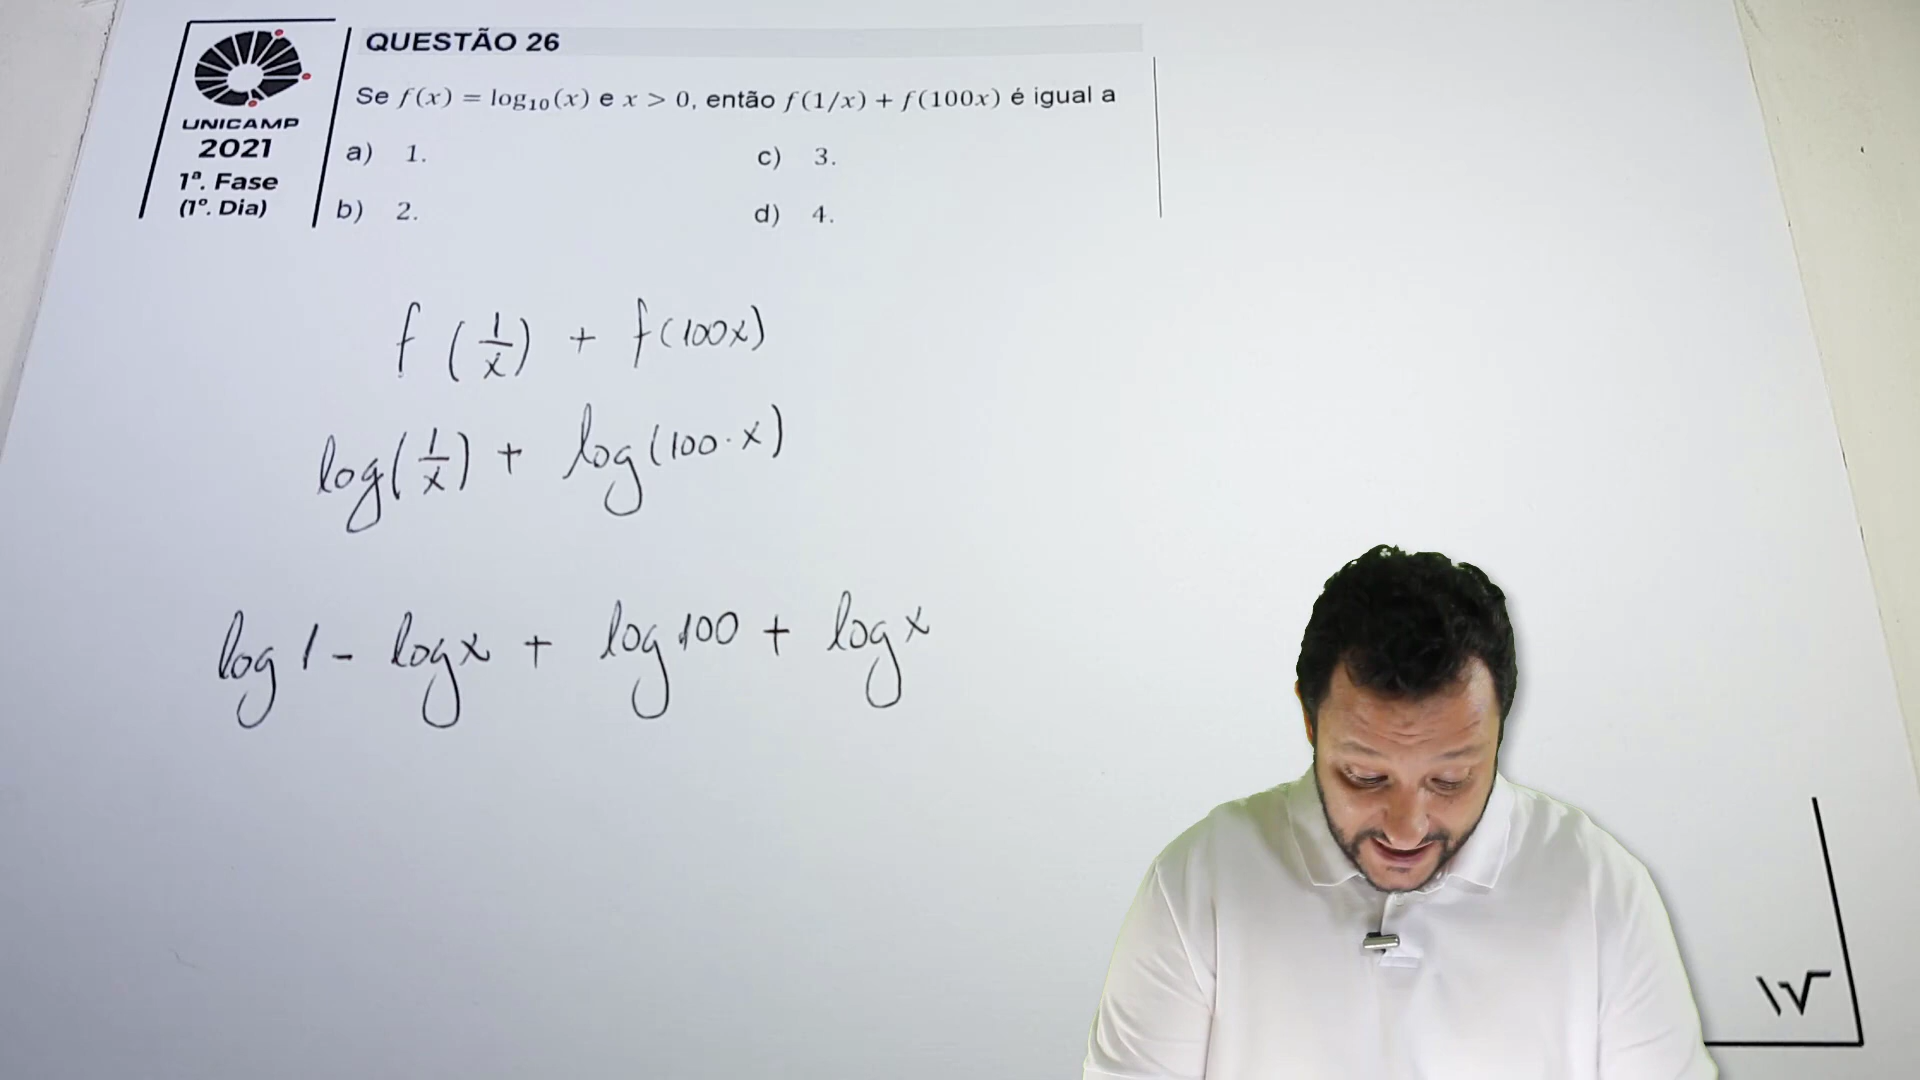 UNICAMP
2021
1ª. Fase
(1º. Dia)
QUESTÃO 26
Se f(x) = log₁₀(x) e x > 0, então f(1/x) + f(100x) é igual a
a) 1.
b) 2.
c) 3.
d) 4.
f(1/x) + f(100x)
log(1/x) + log(100·x)
log 1 - log x + log 100 + log x